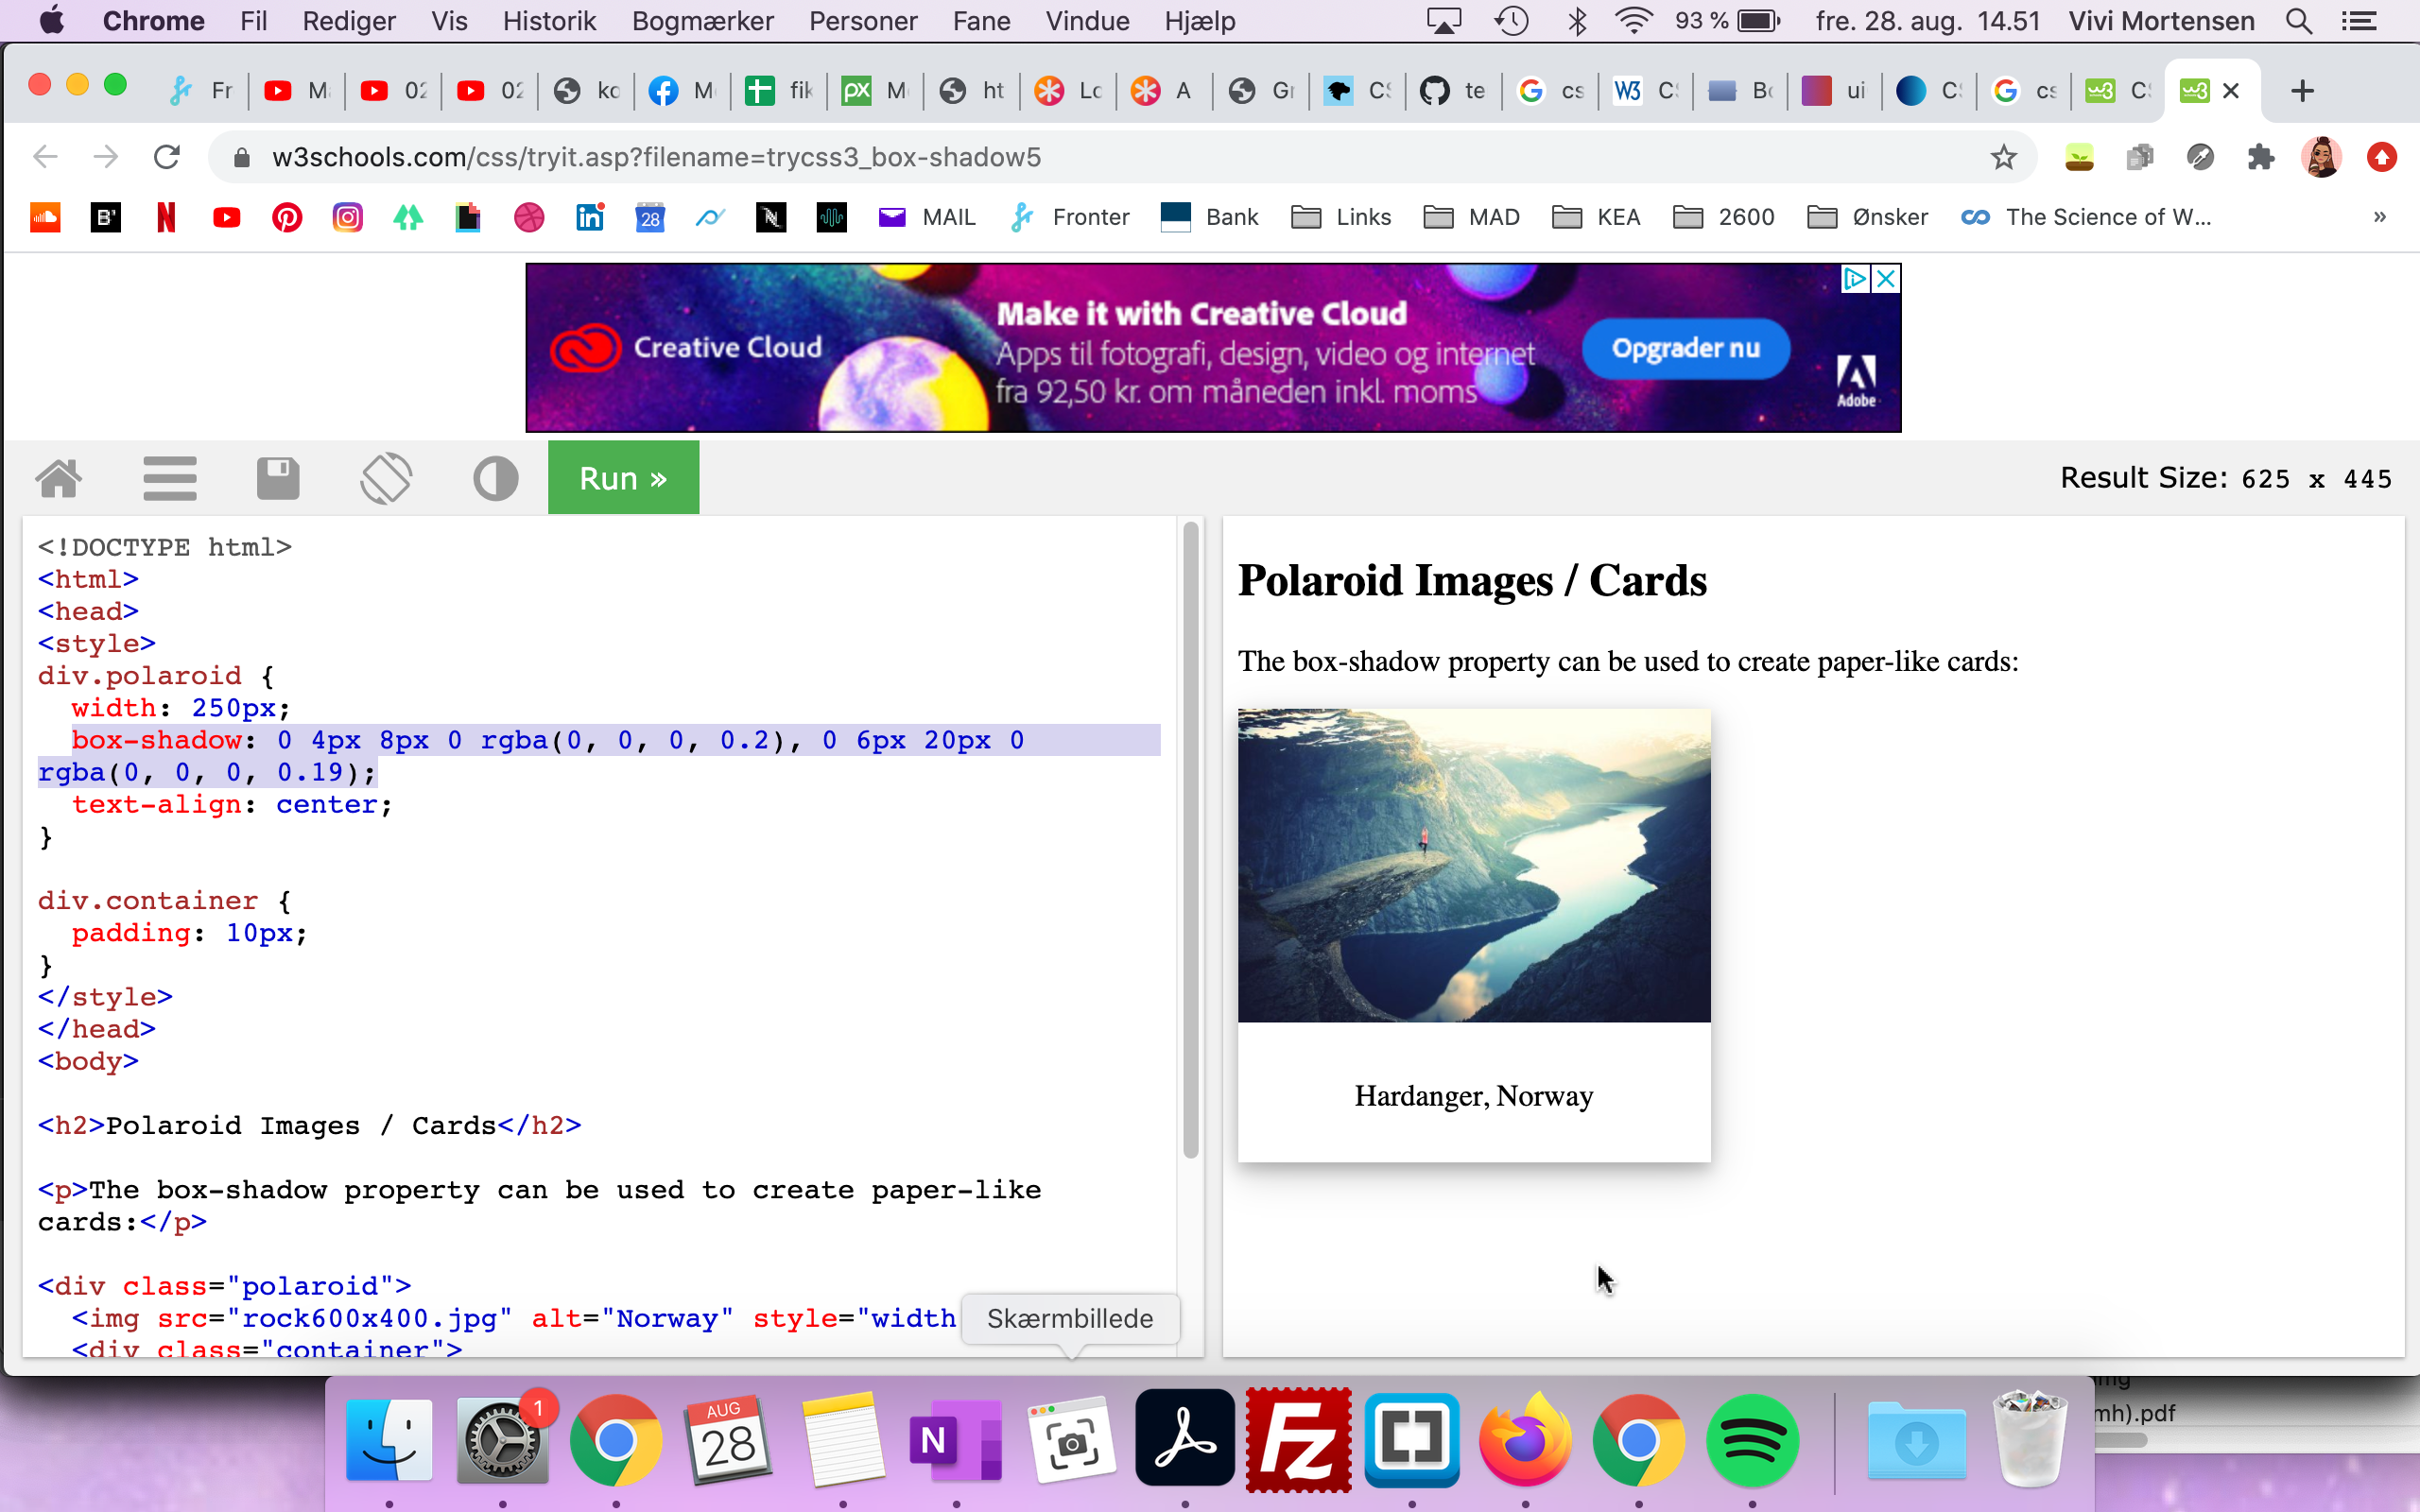 Chrome Fil Rediger Vis Historik Bogmærker Personer Fane Vindue Hjælp 93 % fre. 28. aug. 14.51 Vivi Mortensen
Fr 02 02 ko fik ht Lo A Gr te cs ui cs
w3schools.com/css/tryit.asp?filename=trycss3_box-shadow5
28 MAIL Fronter Bank Links MAD KEA 2600 Ønsker The Science of W... »
Creative Cloud
Make it with Creative Cloud
Apps til fotografi, design, video og internet
fra 92,50 kr. om måneden inkl. moms
Opgrader nu
Adobe
Run »
Result Size: 625 x 445
<!DOCTYPE html>
<html>
<head>
<style>
div.polaroid {
width: 250px;
box-shadow: 0 4px 8px 0 rgba(0, 0, 0, 0.2), 0 6px 20px 0
rgba(0, 0, 0, 0.19);
text-align: center;
}
div.container {
padding: 10px;
}
</style>
</head>
<body>
<h2>Polaroid Images / Cards</h2>
<p>The box-shadow property can be used to create paper-like
cards:</p>
<div class="polaroid">
<img src="rock600x400.jpg" alt="Norway" style="width
<div class="container">
Skærmbillede
Polaroid Images / Cards
The box-shadow property can be used to create paper-like cards:
Hardanger, Norway
mh).pdf
1
AUG
28
N
Fz